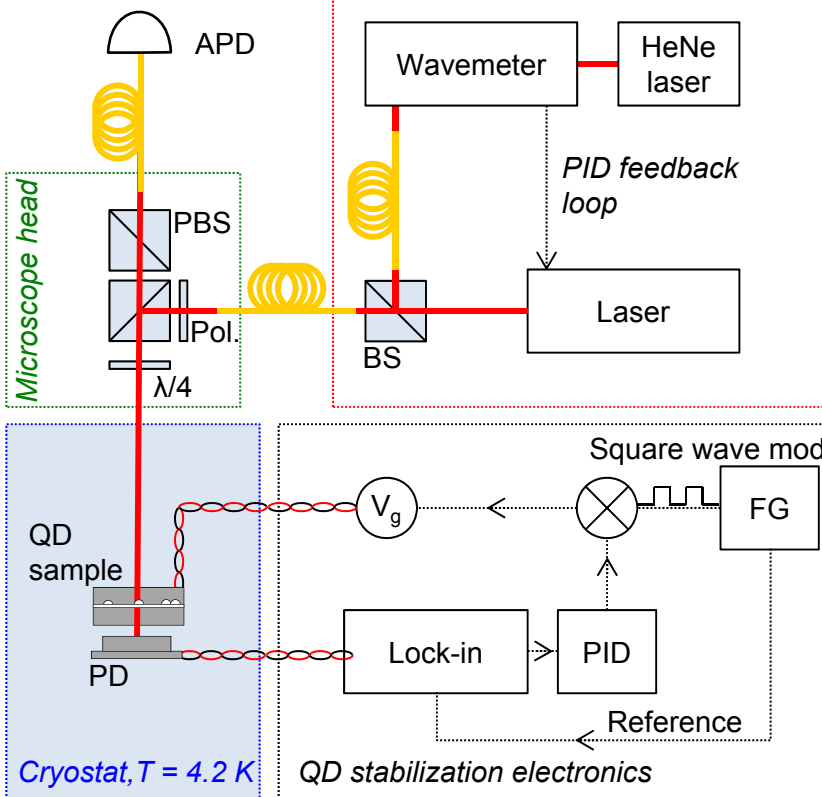 APD
Wavemeter
HeNe
laser
PID feedback
loop
Microscope head
PBS
Pol.
λ/4
BS
Laser
Square wave mod
QD
sample
Vg
FG
PD
Lock-in
PID
Reference
Cryostat, T = 4.2 K
QD stabilization electronics